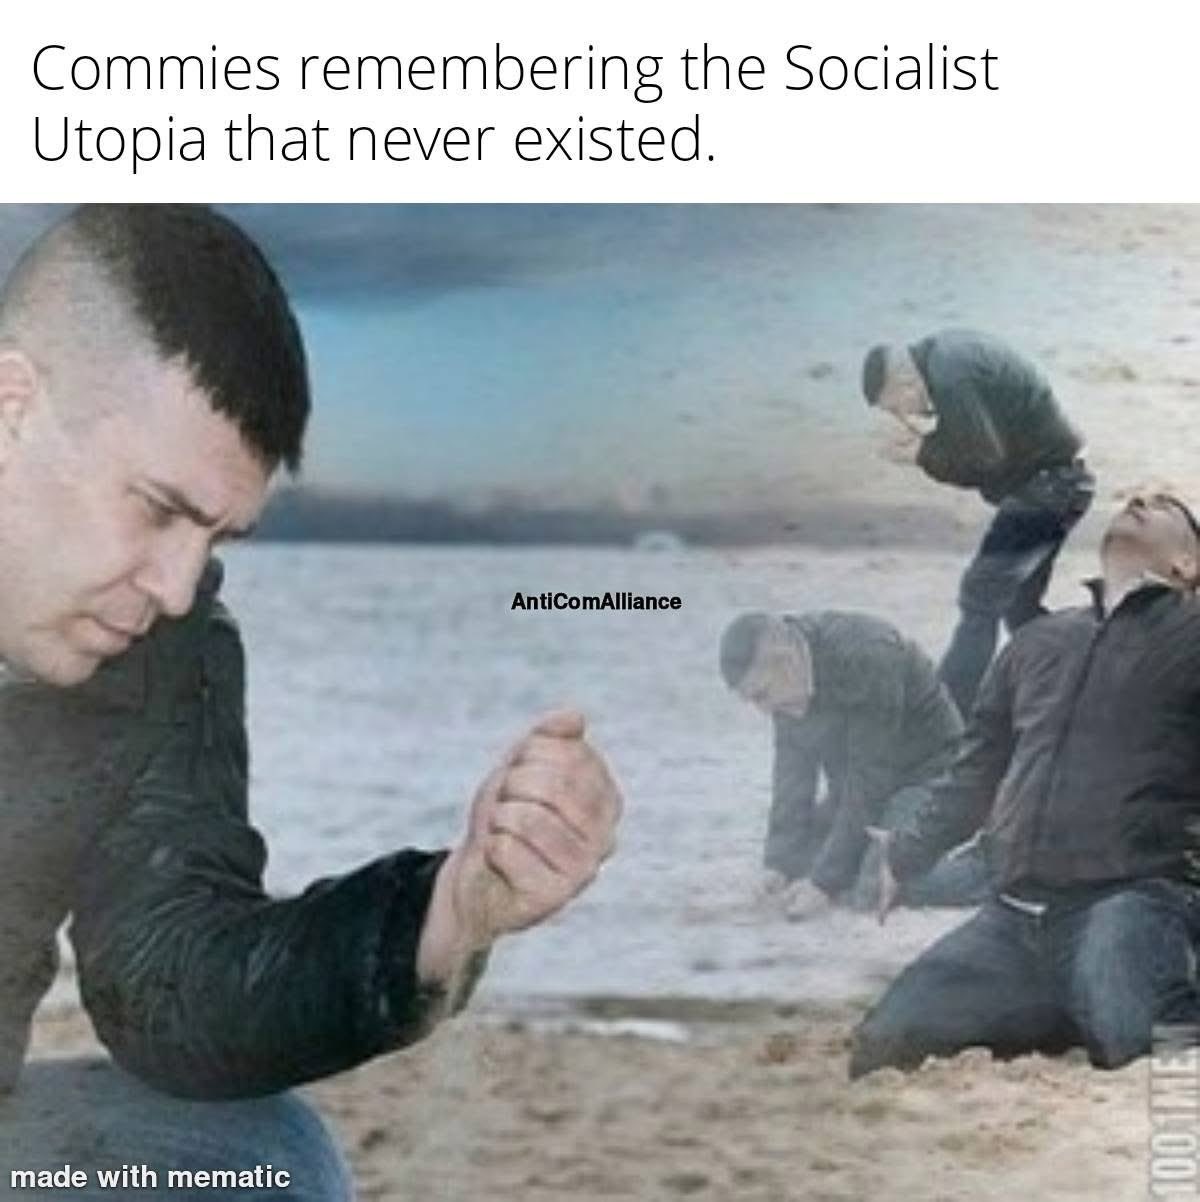 Commies remembering the Socialist
Utopia that never existed.
AntiComAlliance
made with mematic